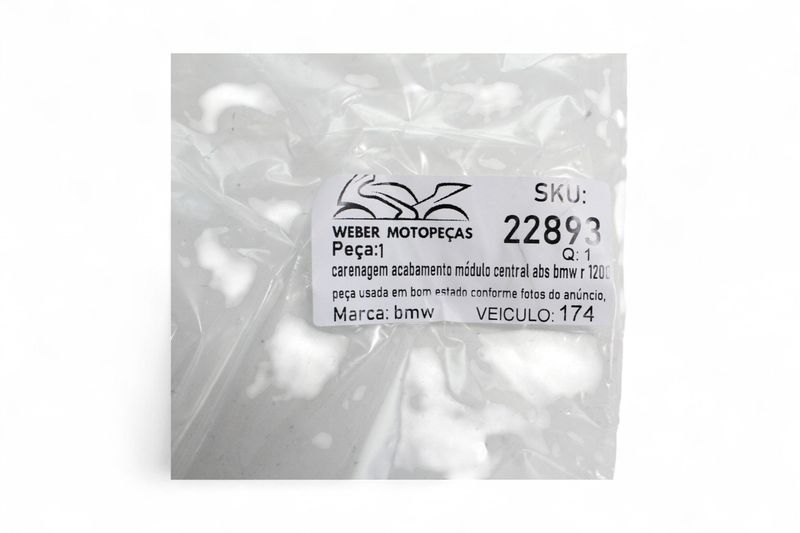 SKU:
22893
WEBER MOTOPEÇAS
Peça:1
Q: 1
carenagem acabamento módulo central abs bmw r 1200
peça usada em bom estado conforme fotos do anúncio,
Marca: bmw VEICULO: 174